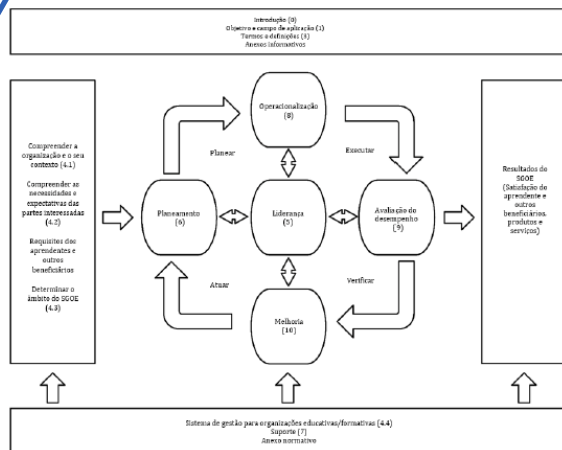 Introdução (0)
Objetivo e campo de aplicação (1)
Termos e definições (3)
Anexos informativos
Compreender a
organização e o seu
contexto (4.1)
Compreender as
necessidades e
expectativas das
partes interessadas
(4.2)
Requisitos dos
aprendentes e
outros
beneficiários
Determinar o
âmbito do SGOE
(4.3)
Operacionalização
(8)
Planear
Executar
Planeamento
(6)
Liderança
(5)
Avaliação do
desempenho
(9)
Atuar
Verificar
Melhoria
(10)
Resultados do
SGOE
(Satisfação do
aprendente e
outros
beneficiários,
produtos e
serviços)
Sistema de gestão para organizações educativas/formativas (4.4)
Suporte (7)
Anexo normativo